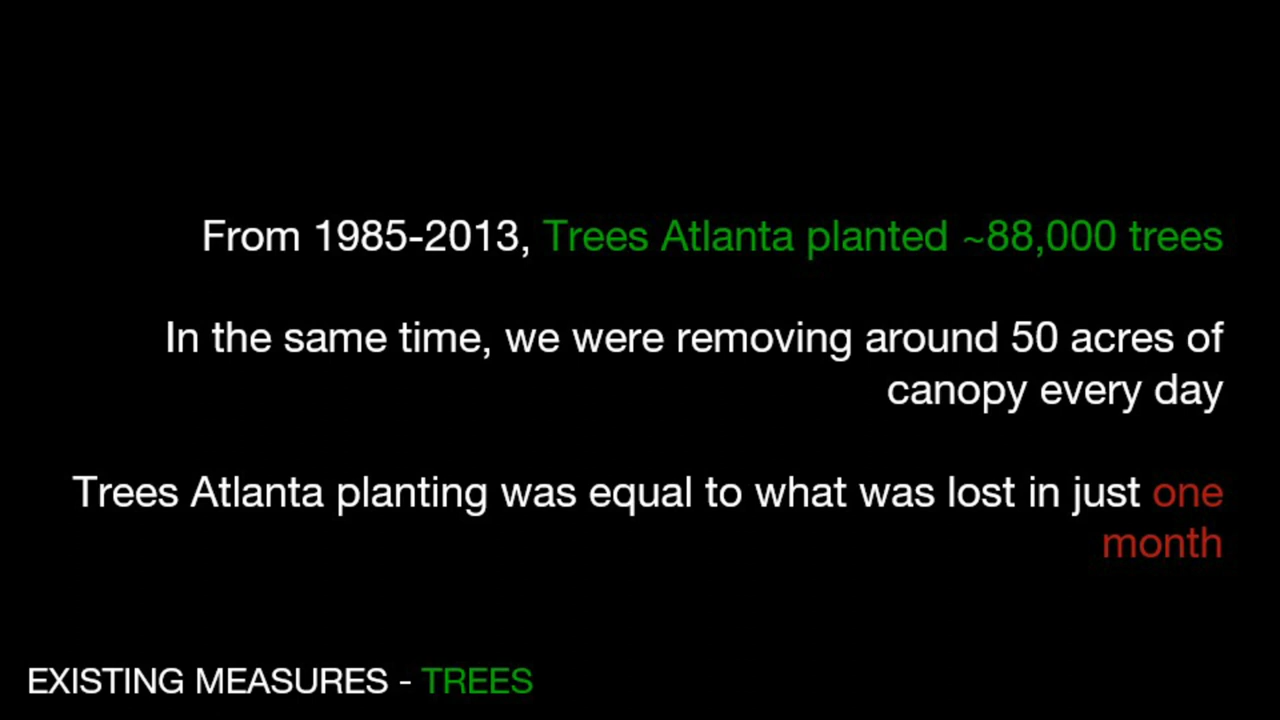 From 1985-2013, Trees Atlanta planted ~88,000 trees
In the same time, we were removing around 50 acres of
canopy every day
Trees Atlanta planting was equal to what was lost in just one
month
EXISTING MEASURES - TREES